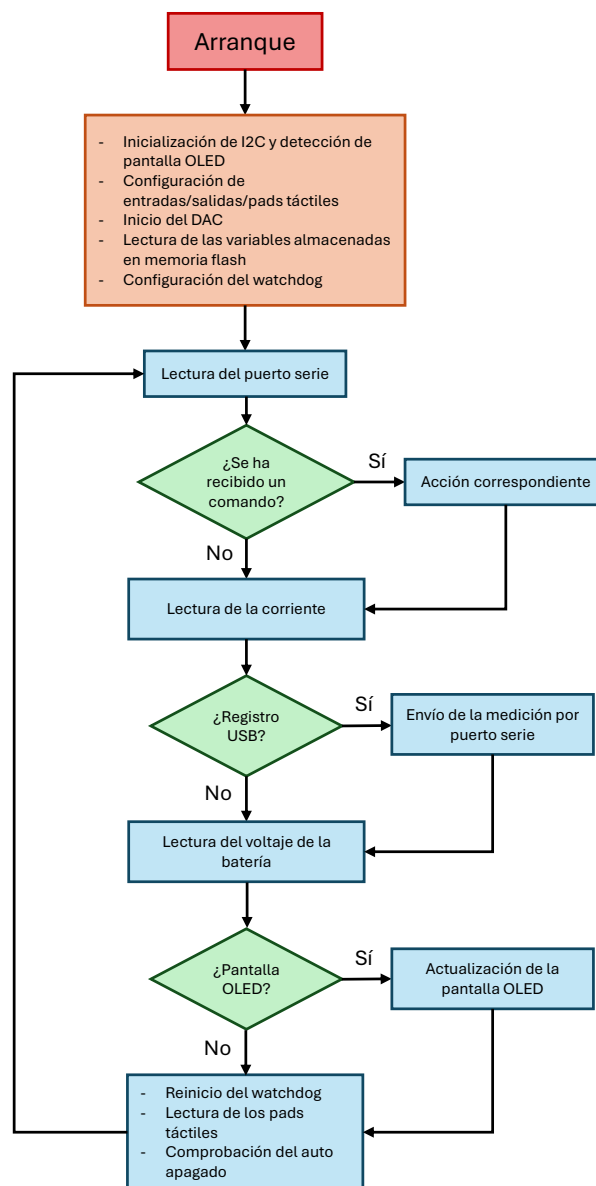 Arranque
- Inicialización de I2C y detección de
pantalla OLED
- Configuración de
entradas/salidas/pads táctiles
- Inicio del DAC
- Lectura de las variables almacenadas
en memoria flash
- Configuración del watchdog
Lectura del puerto serie
¿Se ha
recibido un
comando?
Sí
Acción correspondiente
No
Lectura de la corriente
¿Registro
USB?
Sí
Envío de la medición por
puerto serie
No
Lectura del voltaje de la
batería
¿Pantalla
OLED?
Sí
Actualización de la
pantalla OLED
No
- Reinicio del watchdog
- Lectura de los pads
táctiles
- Comprobación del auto
apagado